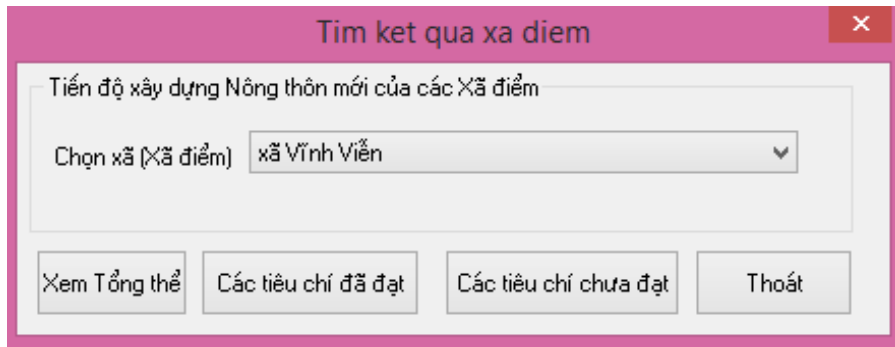 Tim ket qua xa diem
Tiến độ xây dựng Nông thôn mới của các Xã điểm
Chọn xã (Xã điểm) xã Vĩnh Viễn
Xem Tổng thể Các tiêu chí đã đạt Các tiêu chí chưa đạt Thoát